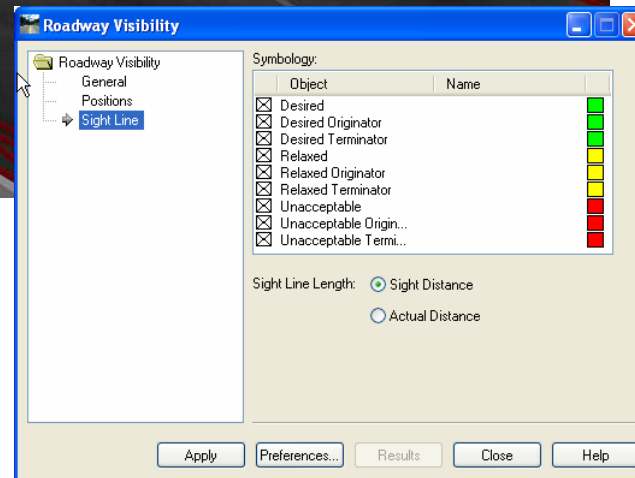 Roadway Visibility
Roadway Visibility
General
Positions
Sight Line
Symbology:
Object Name
Desired
Desired Originator
Desired Terminator
Relaxed
Relaxed Originator
Relaxed Terminator
Unacceptable
Unacceptable Origin...
Unacceptable Termi...
Sight Line Length: Sight Distance
Actual Distance
Apply Preferences... Results Close Help